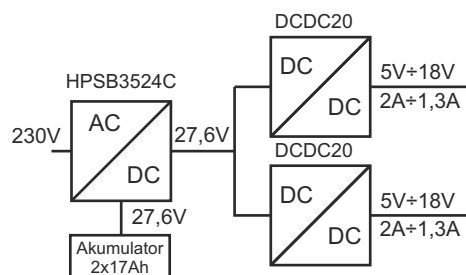 DCDC20
HPSB3524C
DC
5V÷18V
DC
2A÷1,3A
230V
AC
27,6V
DC
DCDC20
27,6V
DC
5V÷18V
DC
2A÷1,3A
Akumulator
2x17Ah